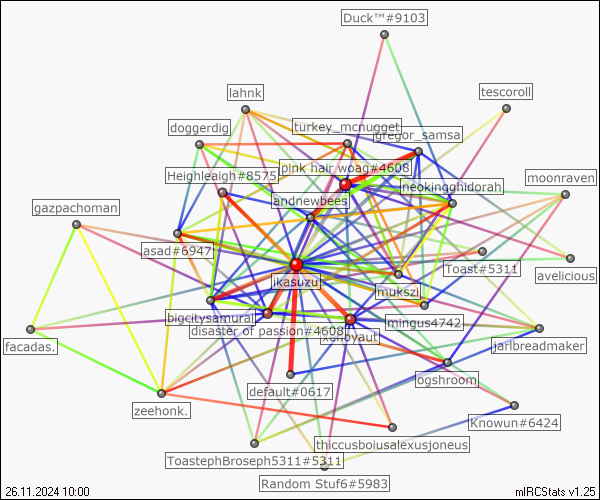 Duck™#9103
tescoroll
lahnk
doggerdig
turkey_mcnugget
gregor_samsa
pink hair woag#4608
Heighleaigh#8575
neokingghidorah
moonraven
andnewbees
gazpachoman
asad#6947
Toast#5311
avelicious
jikasuzuj
mukszi
bigcitysamurai
mingus4742
disaster of passion#4608
xenoyaut
facadas.
jarlbreadmaker
ogshroom
default#0617
zeehonk.
Knowun#6424
thiccusboiusalexusjoneus
ToastephBroseph5311#5311
Random Stuf6#5983
26.11.2024 10:00
mIRCStats v1.25